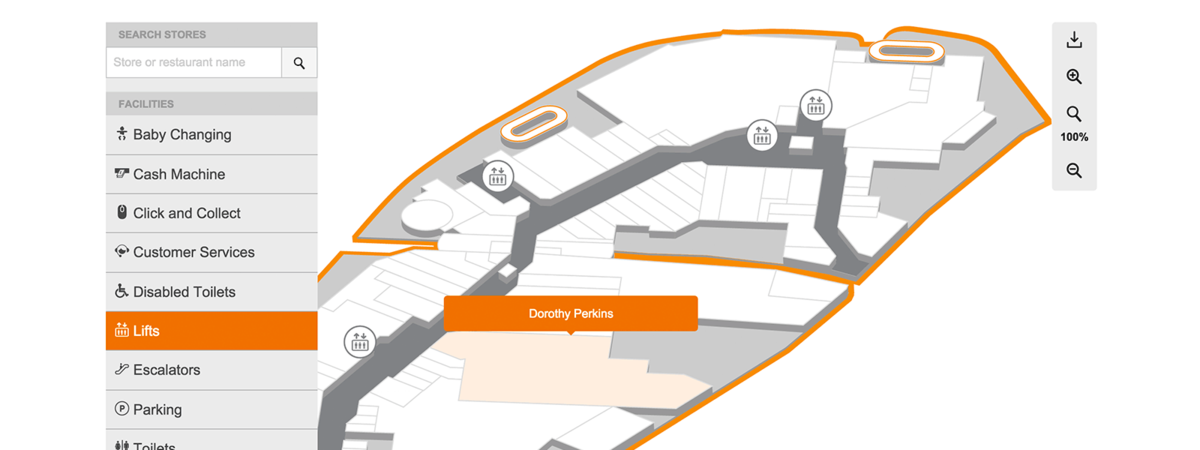 SEARCH STORES
Store or restaurant name
FACILITIES
Baby Changing
Cash Machine
Click and Collect
Customer Services
Disabled Toilets
Lifts
Escalators
P Parking
Toilets
Dorothy Perkins
100%